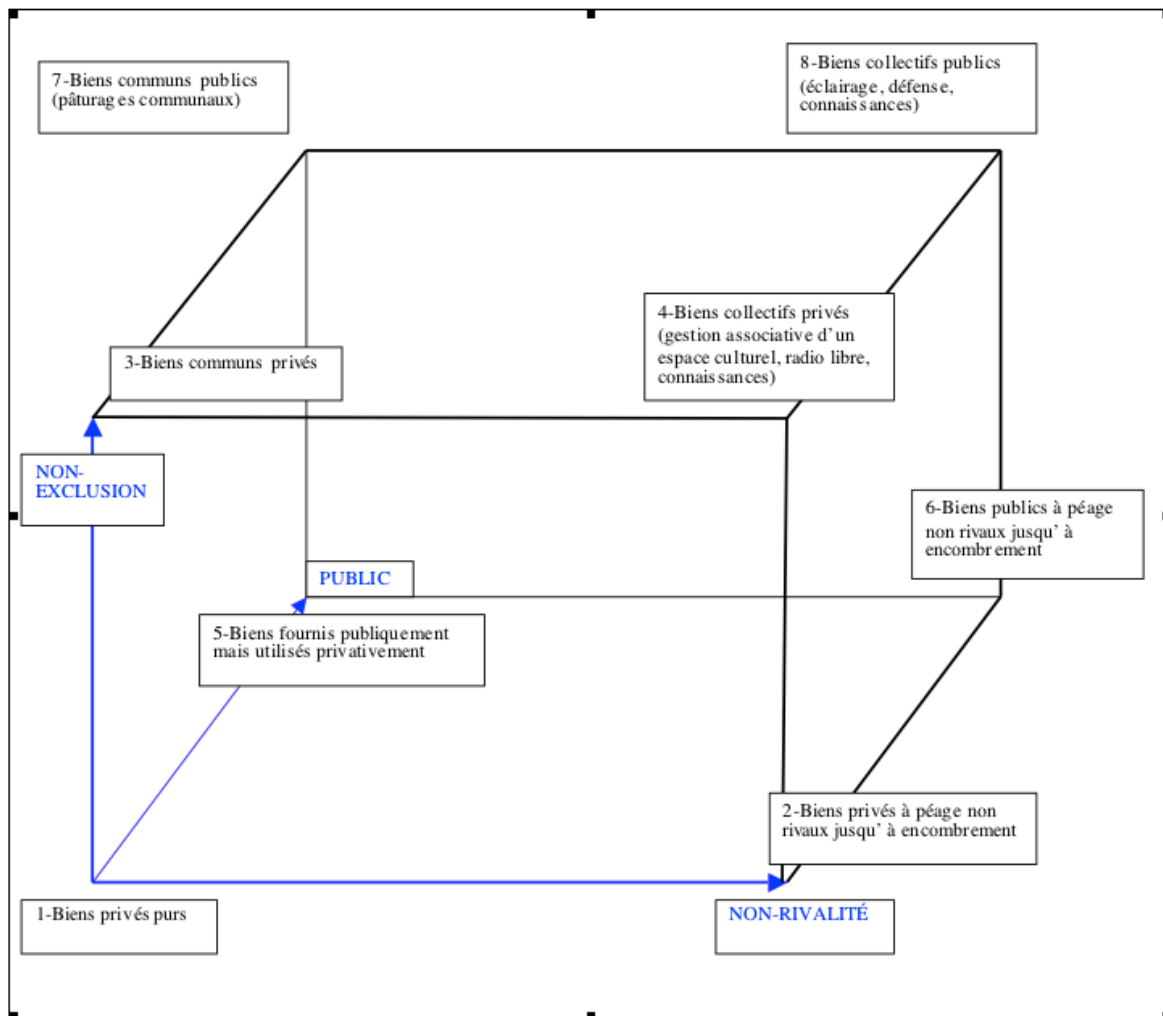 7-Biens communs publics
(pâturages communaux)
8-Biens collectifs publics
(éclairage, défense,
connaissances)
4-Biens collectifs privés
(gestion associative d'un
espace culturel, radio libre,
connaissances)
3-Biens communs privés
NON-
EXCLUSION
6-Biens publics à péage
non rivaux jusqu' à
encombrement
PUBLIC
5-Biens fournis publiquement
mais utilisés privativement
2-Biens privés à péage non
rivaux jusqu' à encombrement
1-Biens privés purs
NON-RIVALITÉ